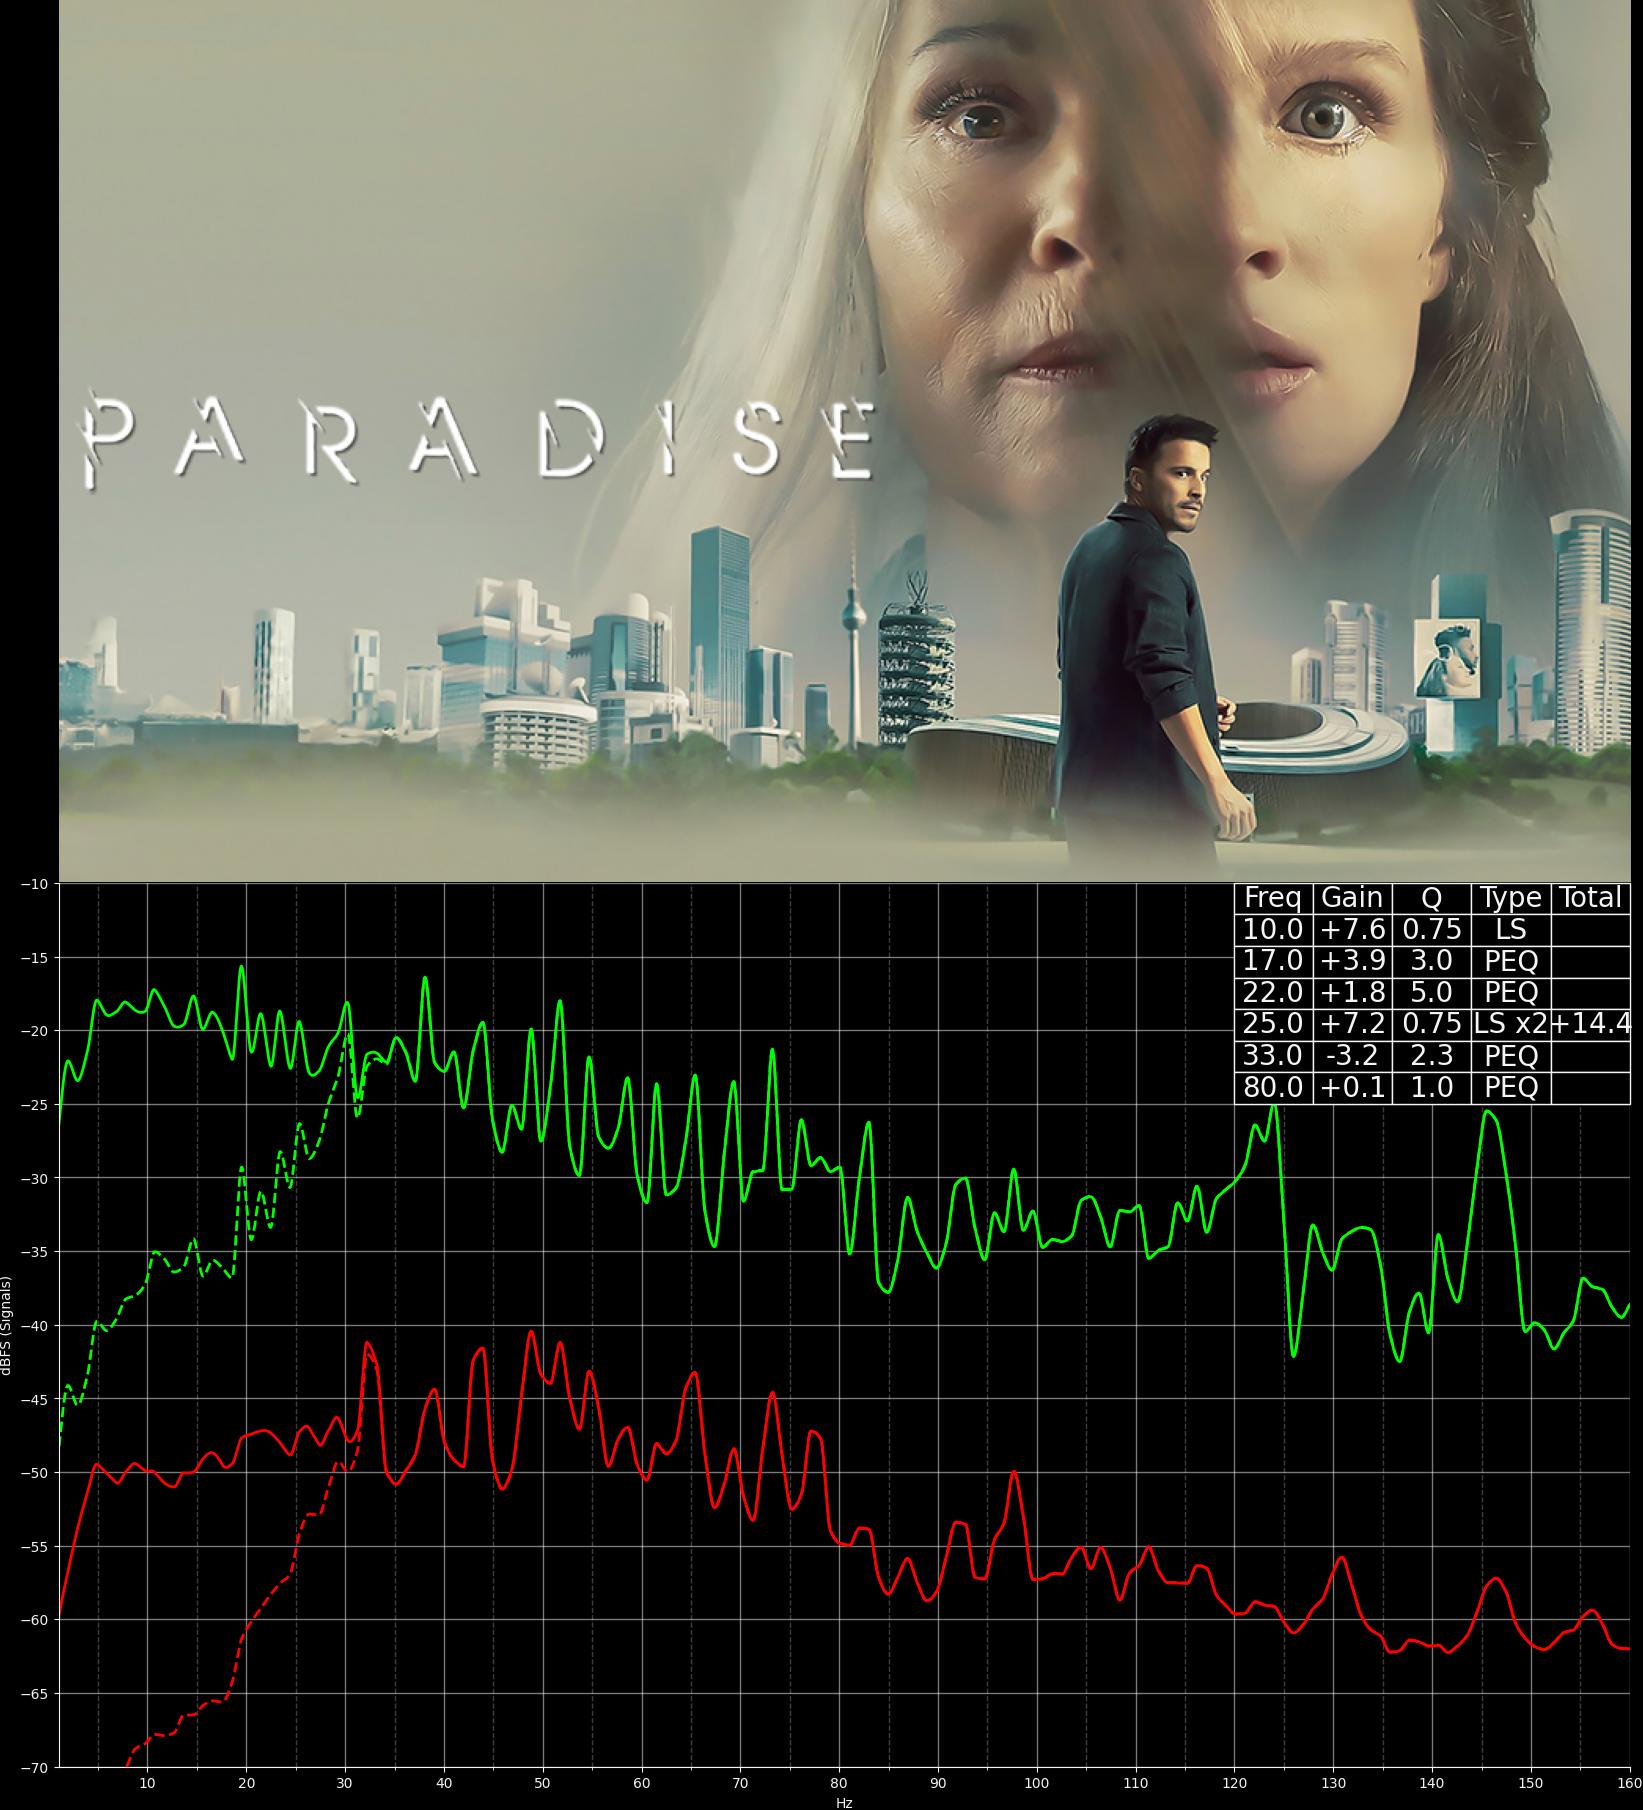 PARADISE
Freq Gain Q Type Total
10.0 +7.6 0.75 LS
17.0 +3.9 3.0 PEQ
22.0 +1.8 5.0 PEQ
25.0 +7.2 0.75 LS x2 +14.4
33.0 -3.2 2.3 PEQ
80.0 +0.1 1.0 PEQ
−10
−15
−20
−25
−30
−35
−40
−45
−50
−55
−60
−65
−70
dBFS (Signals)
10 20 30 40 50 60 70 80 90 100 110 120 130 140 150 160
Hz